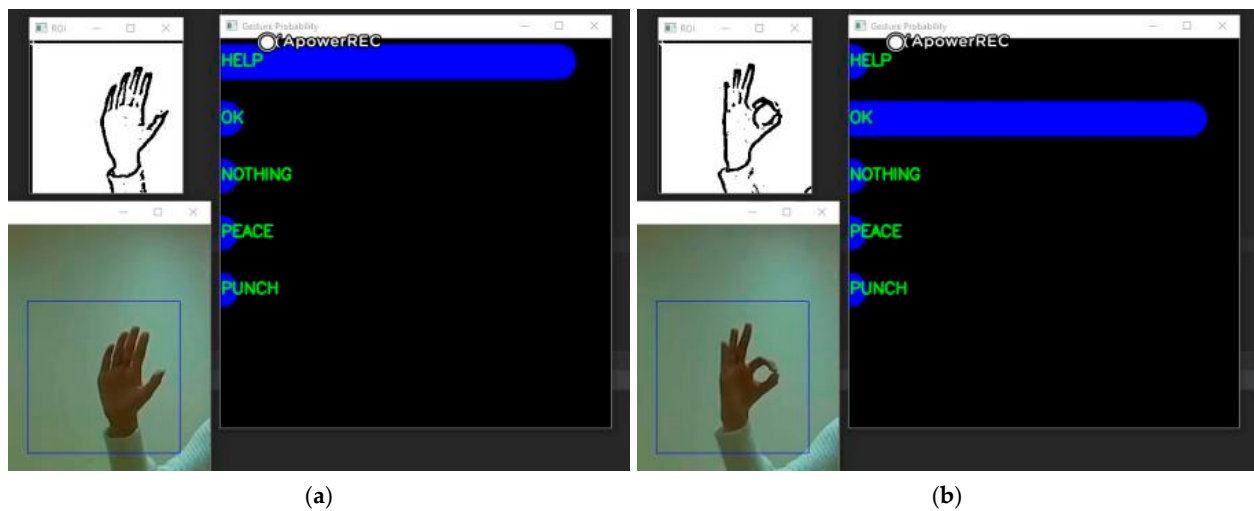 ROI
Gesture Probability
ApowerREC
HELP
OK
NOTHING
PEACE
PUNCH
(a)
ROI
Gesture Probability
ApowerREC
HELP
OK
NOTHING
PEACE
PUNCH
(b)